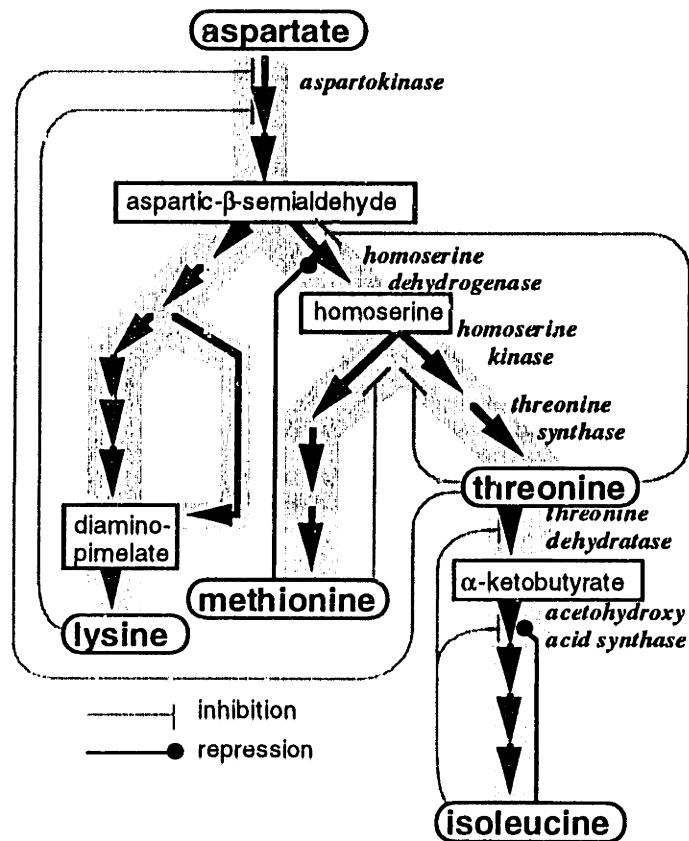 aspartate
aspartokinase
aspartic-β-semialdehyde
homoserine
dehydrogenase
homoserine
homoserine
kinase
threonine
synthase
threonine
threonine
dehydratase
diamino-
pimelate
α-ketobutyrate
methionine
acetohydroxy
acid synthase
lysine
inhibition
repression
isoleucine